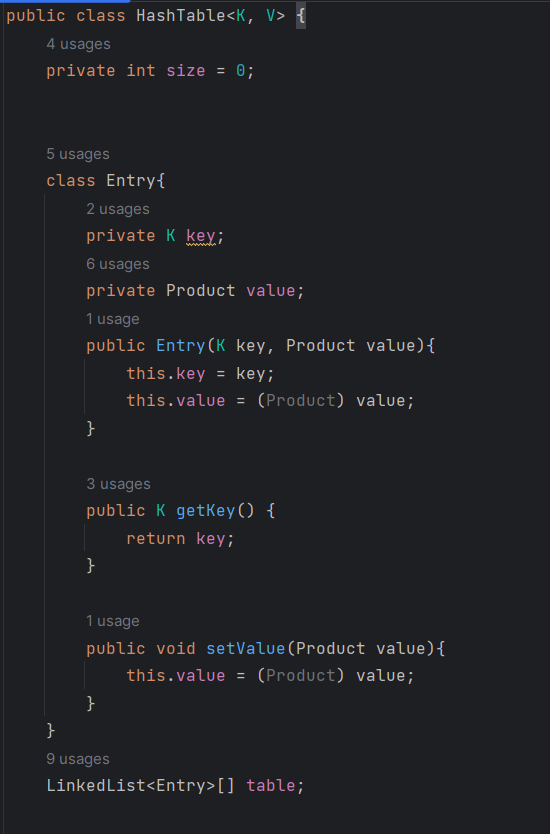 public class HashTable<K, V> {
4 usages
private int size = 0;
5 usages
class Entry{
2 usages
private K key;
6 usages
private Product value;
1 usage
public Entry(K key, Product value){
this.key = key;
this.value = (Product) value;
}
3 usages
public K getKey() {
return key;
}
1 usage
public void setValue(Product value){
this.value = (Product) value;
}
}
9 usages
LinkedList<Entry>[] table;